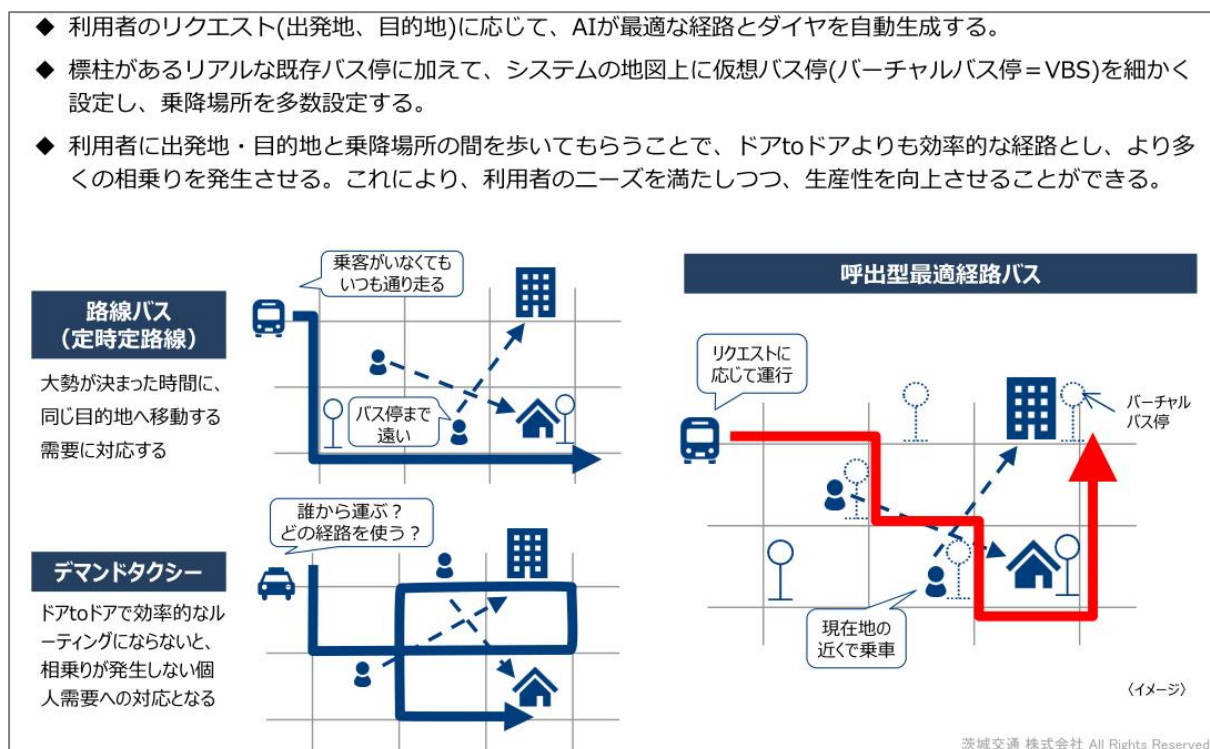 ◆ 利用者のリクエスト(出発地、目的地)に応じて、AIが最適な経路とダイヤを自動生成する。
◆ 標柱があるリアルな既存バス停に加えて、システムの地図上に仮想バス停(バーチャルバス停=VBS)を細かく
設定し、乗降場所を多数設定する。
◆ 利用者に出発地・目的地と乗降場所の間を歩いてもらうことで、ドアtoドアよりも効率的な経路とし、より多
くの相乗りを発生させる。これにより、利用者のニーズを満たしつつ、生産性を向上させることができる。
路線バス
(定時定路線)
大勢が決まった時間に、
同じ目的地へ移動する
需要に対応する
乗客がいなくても
いつも通り走る
バス停まで
遠い
デマンドタクシー
ドアtoドアで効率的なル
ーティングにならないと、
相乗りが発生しない個
人需要への対応となる
誰から運ぶ?
どの経路を使う?
呼出型最適経路バス
リクエストに
応じて運行
バーチャル
バス停
現在地の
近くで乗車
〈イメージ〉
茨城交通 株式会社 All Rights Reserved